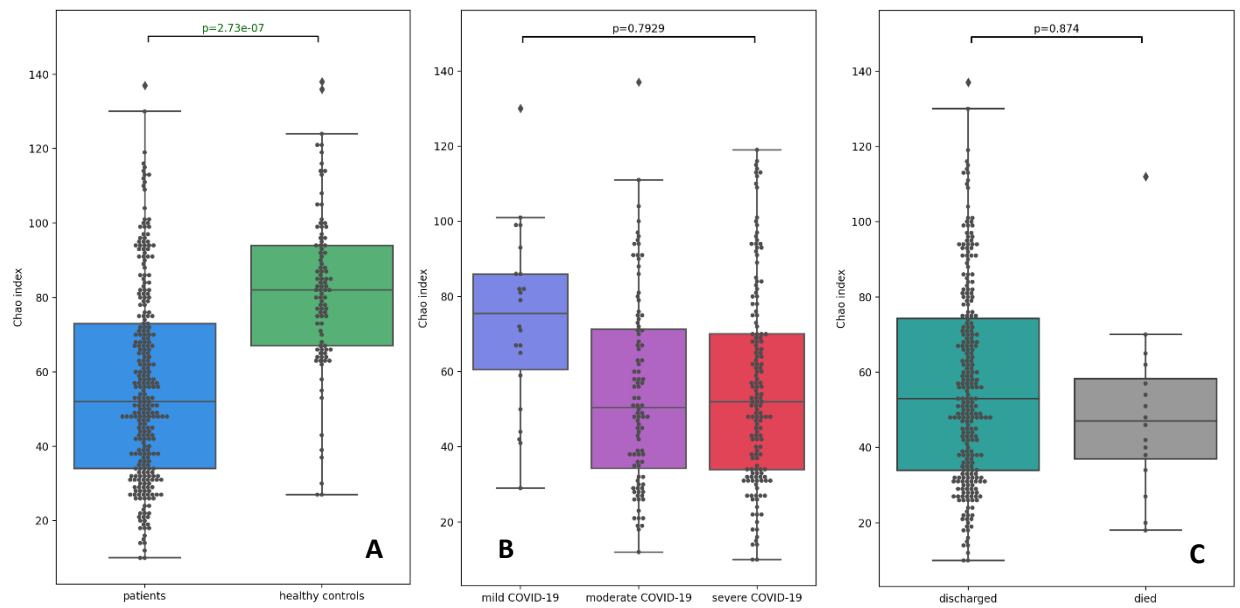 p=2.73e-07
Chao index
140
120
100
80
60
40
20
patients
healthy controls
A
p=0.7929
Chao index
140
120
100
80
60
40
20
mild COVID-19
moderate COVID-19
severe COVID-19
B
p=0.874
Chao index
140
120
100
80
60
40
20
discharged
died
C